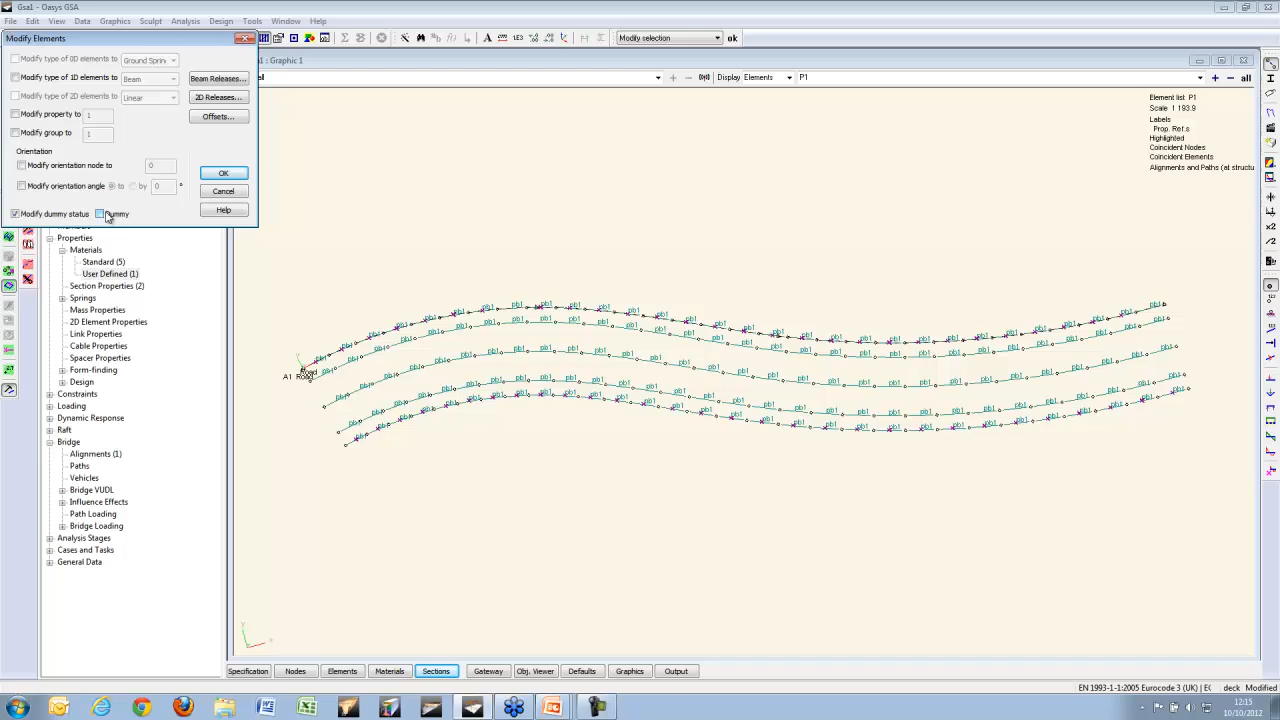 Gsa1 - Oasys GSA
File Edit View Data Graphics Sculpt Analysis Design Tools Window Help
Modify selection ok
Modify Elements
Modify type of 0D elements to Ground Sprin
Modify type of 1D elements to Beam Beam Releases...
Modify type of 2D elements to Linear 2D Releases...
Modify property to 1 Offsets...
Modify group to 1
Orientation
Modify orientation node to 0
Modify orientation angle to by 0 °
Modify dummy status Dummy
OK
Cancel
Help
: Graphic 1
Display Elements P1
all
Element list P1
Scale 1 193.9
Labels
Prop. Ref.s
Highlighted
Coincident Nodes
Coincident Elements
Alignments and Paths (at structu
Properties
Materials
Standard (5)
User Defined (1)
Section Properties (2)
Springs
Mass Properties
2D Element Properties
Link Properties
Cable Properties
Spacer Properties
Form-finding
Design
Constraints
Loading
Dynamic Response
Raft
Bridge
Alignments (1)
Paths
Vehicles
Bridge VUDL
Influence Effects
Path Loading
Bridge Loading
Analysis Stages
Cases and Tasks
General Data
A1 Road
Specification Nodes Elements Materials Sections Gateway Obj. Viewer Defaults Graphics Output
EN 1993-1-1:2005 Eurocode 3 (UK) | EC deck Modified
12:15
10/10/2012